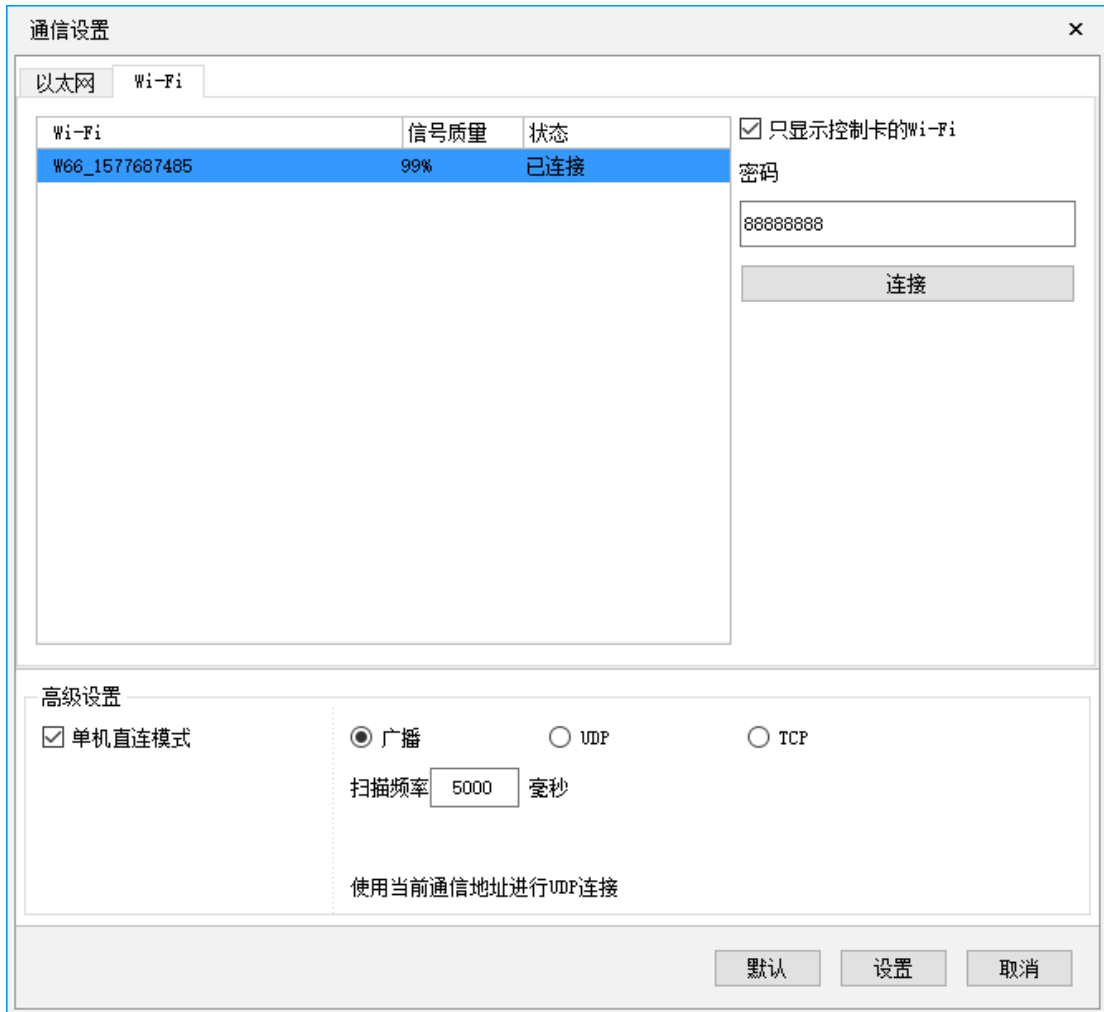 通信设置
以太网 Wi-Fi
Wi-Fi 信号质量 状态
W66_1577687485 99% 已连接
只显示控制卡的Wi-Fi
密码
88888888
连接
高级设置
单机直连模式 广播 UDP TCP
扫描频率 5000 毫秒
使用当前通信地址进行UDP连接
默认 设置 取消